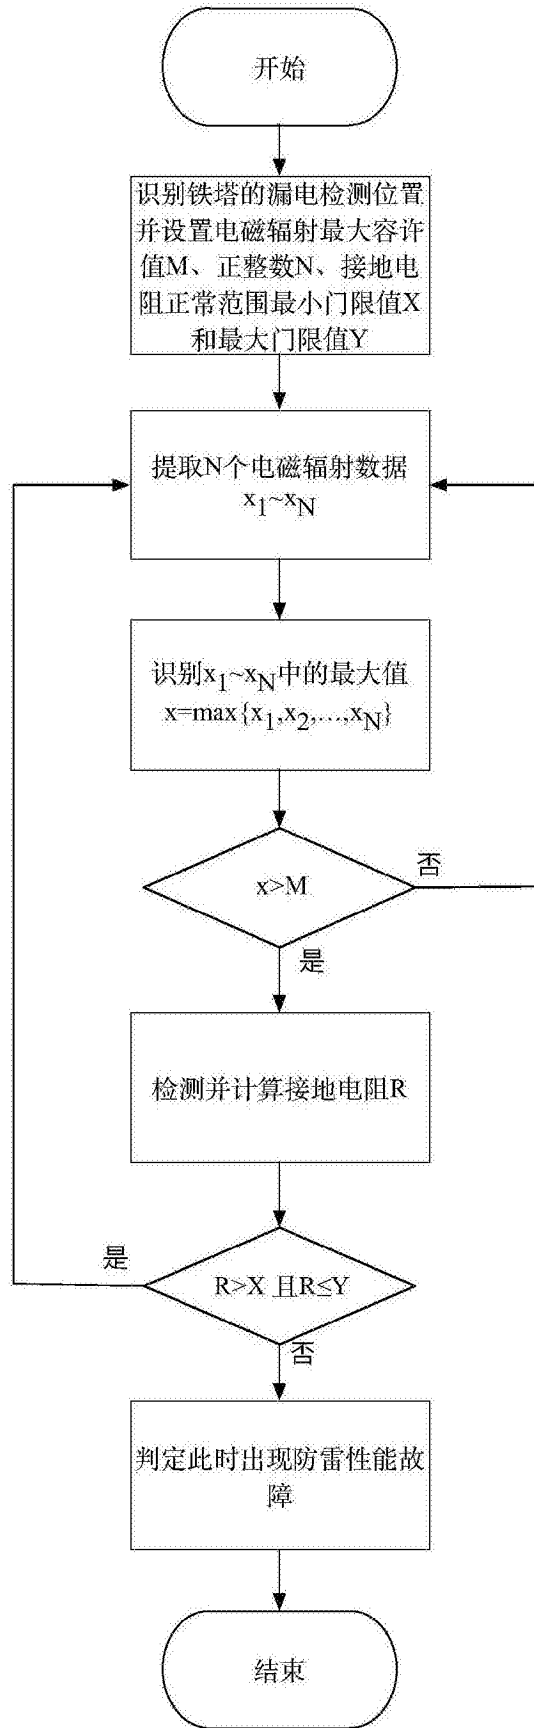 开始
识别铁塔的漏电检测位置
并设置电磁辐射最大容许
值M、正整数N、接地电
阻正常范围最小门限值X
和最大门限值Y
提取N个电磁辐射数据
x1~xN
识别x1~xN中的最大值
x=max{x1,x2,...,xN}
x>M
否
是
检测并计算接地电阻R
是
R>X 且R≤Y
否
判定此时出现防雷性能故
障
结束